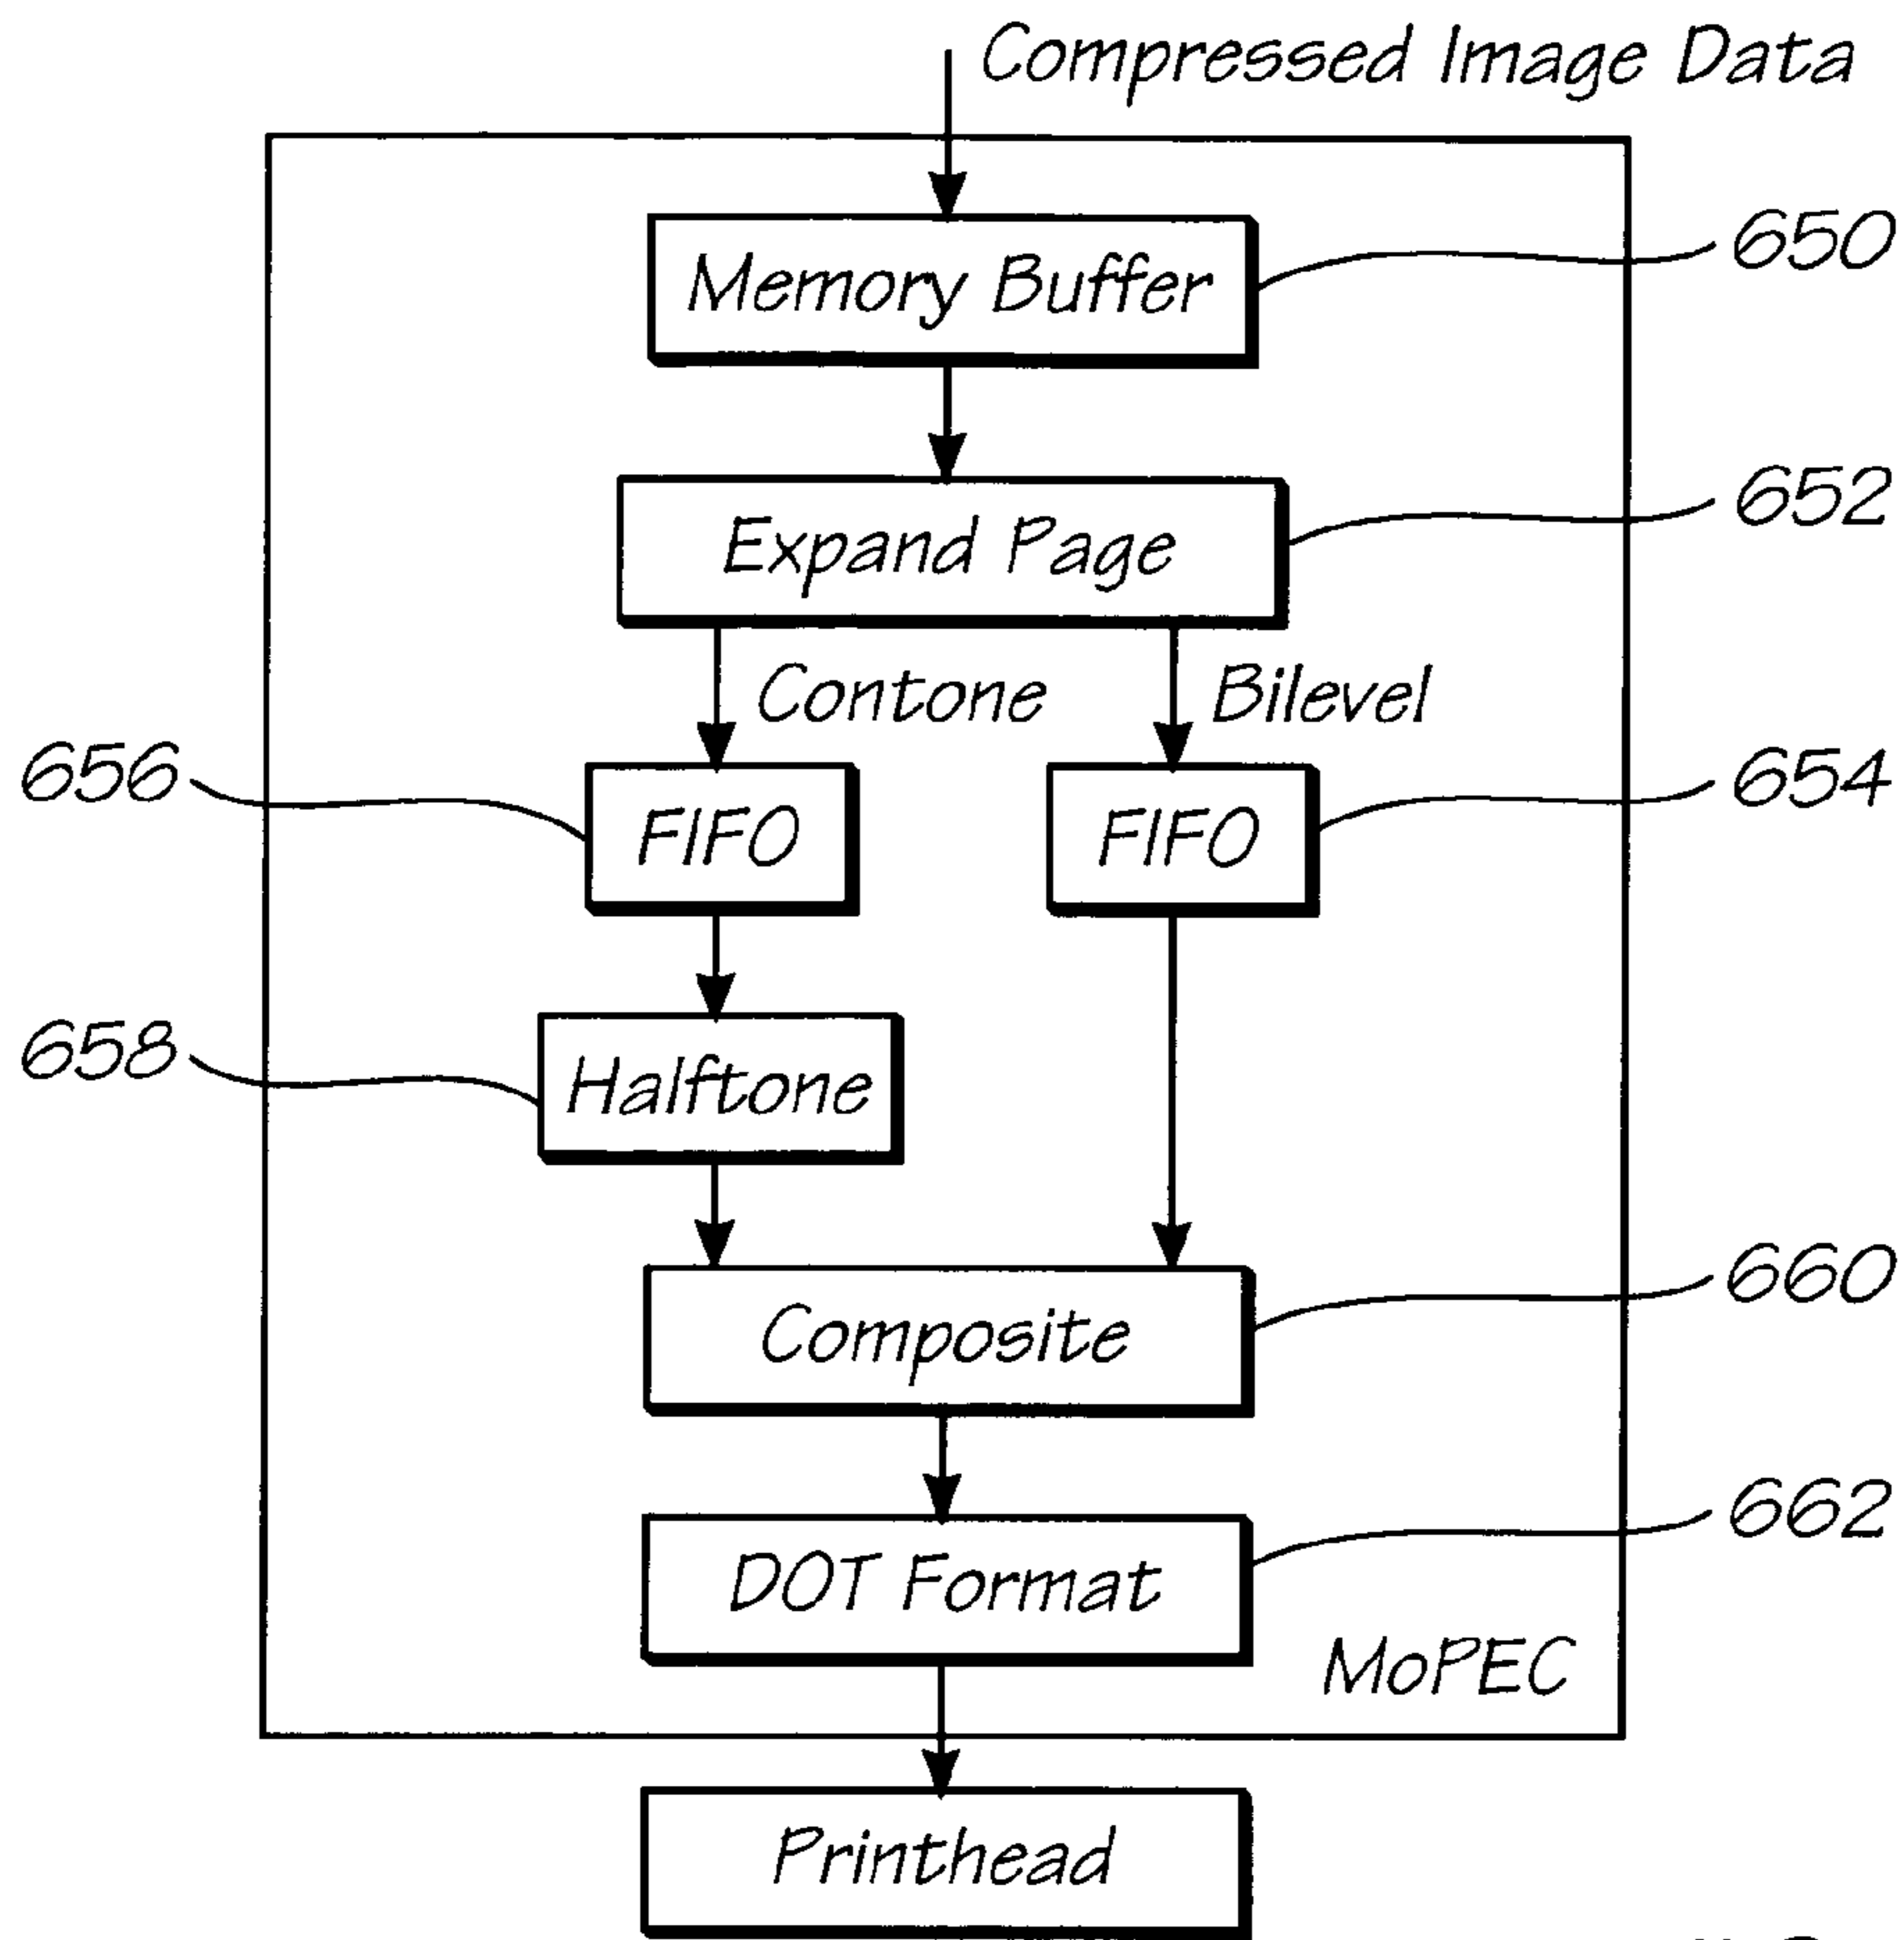 Compressed Image Data
Memory Buffer
650
Expand Page
652
Contone
Bilevel
656
FIFO
FIFO
654
658
Halftone
Composite
660
DOT Format
662
MoPEC
Printhead